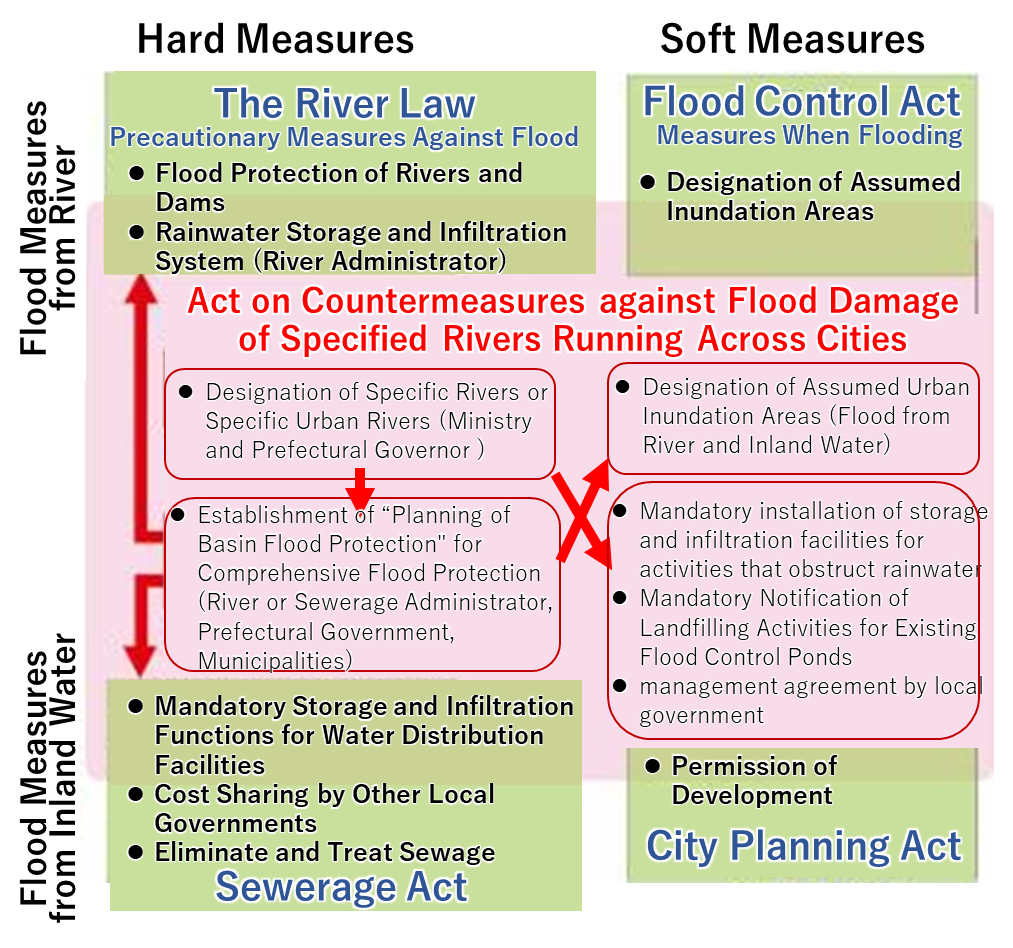 Hard Measures
Soft Measures
Flood Measures
from River
The River Law
Precautionary Measures Against Flood
● Flood Protection of Rivers and
Dams
● Rainwater Storage and Infiltration
System (River Administrator)
Flood Control Act
Measures When Flooding
● Designation of Assumed
Inundation Areas
Act on Countermeasures against Flood Damage
of Specified Rivers Running Across Cities
● Designation of Specific Rivers or
Specific Urban Rivers (Ministry
and Prefectural Governor )
● Designation of Assumed Urban
Inundation Areas (Flood from
River and Inland Water)
● Establishment of “Planning of
Basin Flood Protection" for
Comprehensive Flood Protection
(River or Sewerage Administrator,
Prefectural Government,
Municipalities)
● Mandatory installation of storage
and infiltration facilities for
activities that obstruct rainwater
● Mandatory Notification of
Landfilling Activities for Existing
Flood Control Ponds
● management agreement by local
government
Flood Measures
from Inland Water
● Mandatory Storage and Infiltration
Functions for Water Distribution
Facilities
● Cost Sharing by Other Local
Governments
● Eliminate and Treat Sewage
Sewerage Act
● Permission of
Development
City Planning Act